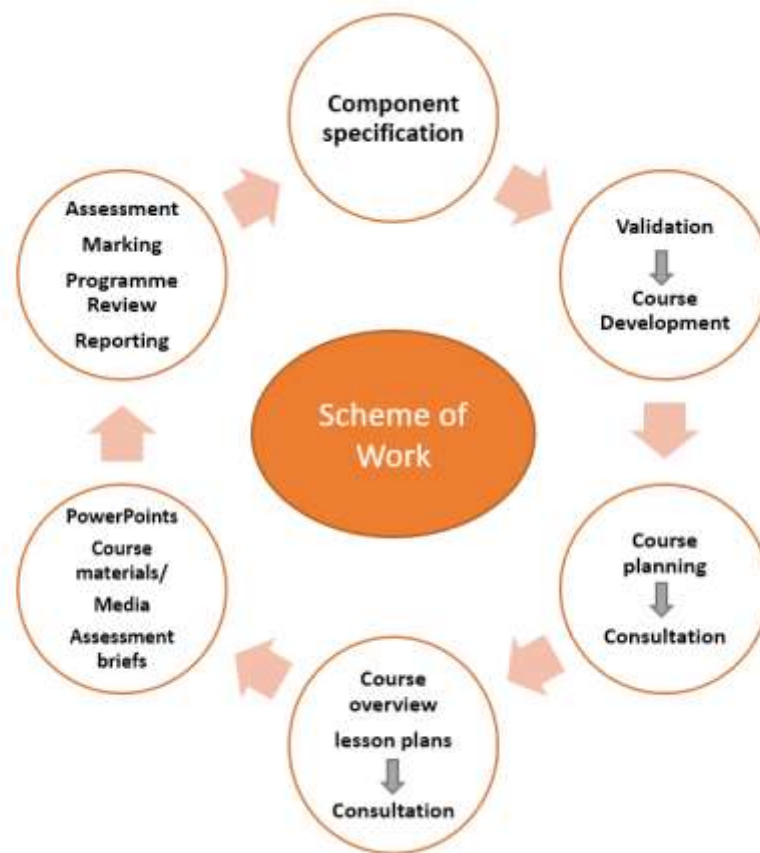 Component
specification
Validation
Course
Development
Course
planning
Consultation
Course
overview
lesson plans
Consultation
PowerPoints
Course
materials/
Media
Assessment
briefs
Assessment
Marking
Programme
Review
Reporting
Scheme of
Work